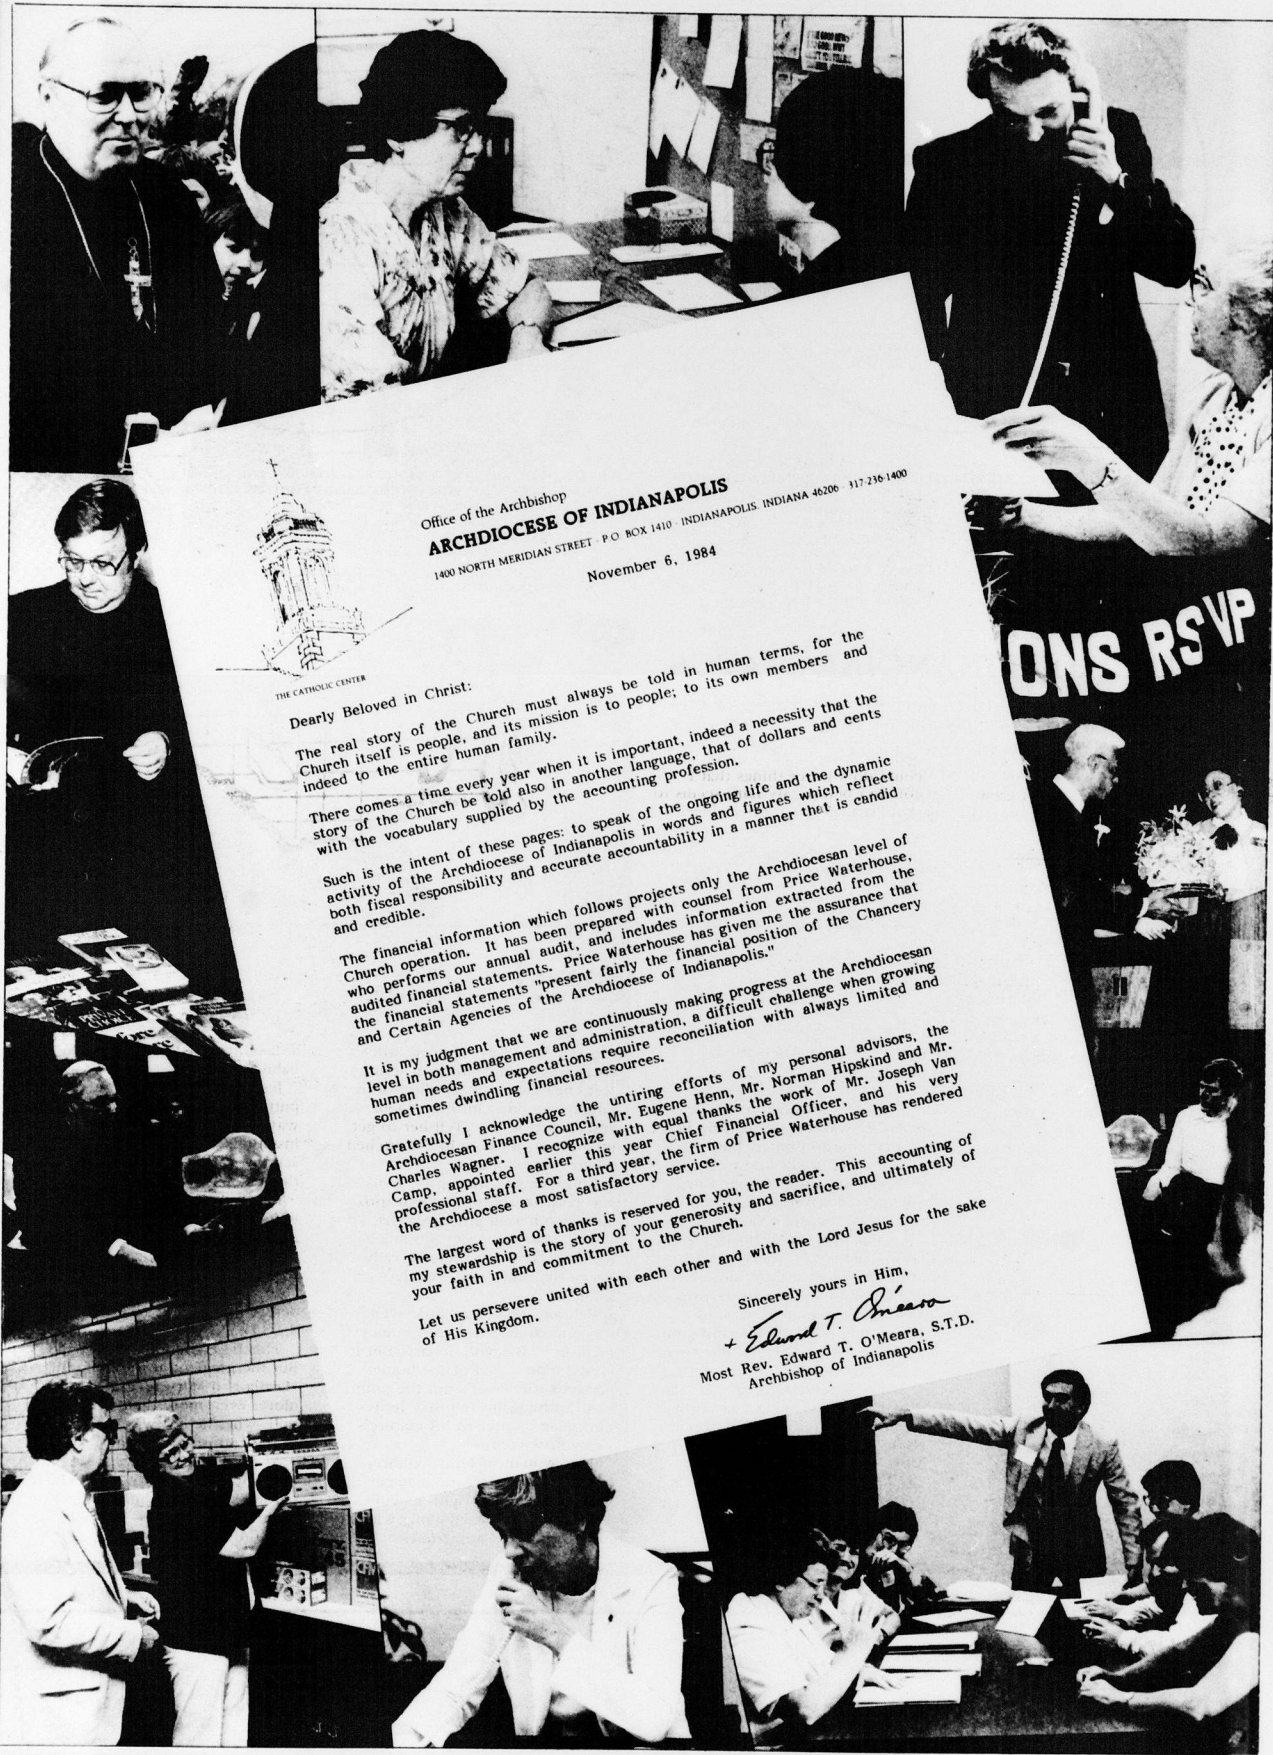 Office of the Archbishop
ARCHDIOCESE OF INDIANAPOLIS
1400 NORTH MERIDIAN STREET · P.O. BOX 1410 · INDIANAPOLIS, INDIANA 46206 · 317-236-1400
November 6, 1984
THE CATHOLIC CENTER
Dearly Beloved in Christ:
The real story of the Church must always be told in human terms, for the
Church itself is people, and its mission is to people; to its own members and
indeed to the entire human family.
There comes a time every year when it is important, indeed a necessity that the
story of the Church be told also in another language, that of dollars and cents
with the vocabulary supplied by the accounting profession.
Such is the intent of these pages: to speak of the ongoing life and the dynamic
activity of the Archdiocese of Indianapolis in words and figures which reflect
both fiscal responsibility and accurate accountability in a manner that is candid
and credible.
The financial information which follows projects only the Archdiocesan level of
Church operation. It has been prepared with counsel from Price Waterhouse,
who performs our annual audit, and includes information extracted from the
audited financial statements. Price Waterhouse has given me the assurance that
the financial statements "present fairly the financial position of the Chancery
and Certain Agencies of the Archdiocese of Indianapolis."
It is my judgment that we are continuously making progress at the Archdiocesan
level in both management and administration, a difficult challenge when growing
human needs and expectations require reconciliation with always limited and
sometimes dwindling financial resources.
Gratefully I acknowledge the untiring efforts of my personal advisors, the
Archdiocesan Finance Council, Mr. Eugene Henn, Mr. Norman Hipskind and Mr.
Charles Wagner. I recognize with equal thanks the work of Mr. Joseph Van
Camp, appointed earlier this year Chief Financial Officer, and his very
professional staff. For a third year, the firm of Price Waterhouse has rendered
the Archdiocese a most satisfactory service.
The largest word of thanks is reserved for you, the reader. This accounting of
my stewardship is the story of your generosity and sacrifice, and ultimately of
your faith in and commitment to the Church.
Let us persevere united with each other and with the Lord Jesus for the sake
of His Kingdom.
Sincerely yours in Him,
+ Edward T. O'Meara
Most Rev. Edward T. O'Meara, S.T.D.
Archbishop of Indianapolis
ONS RSVP